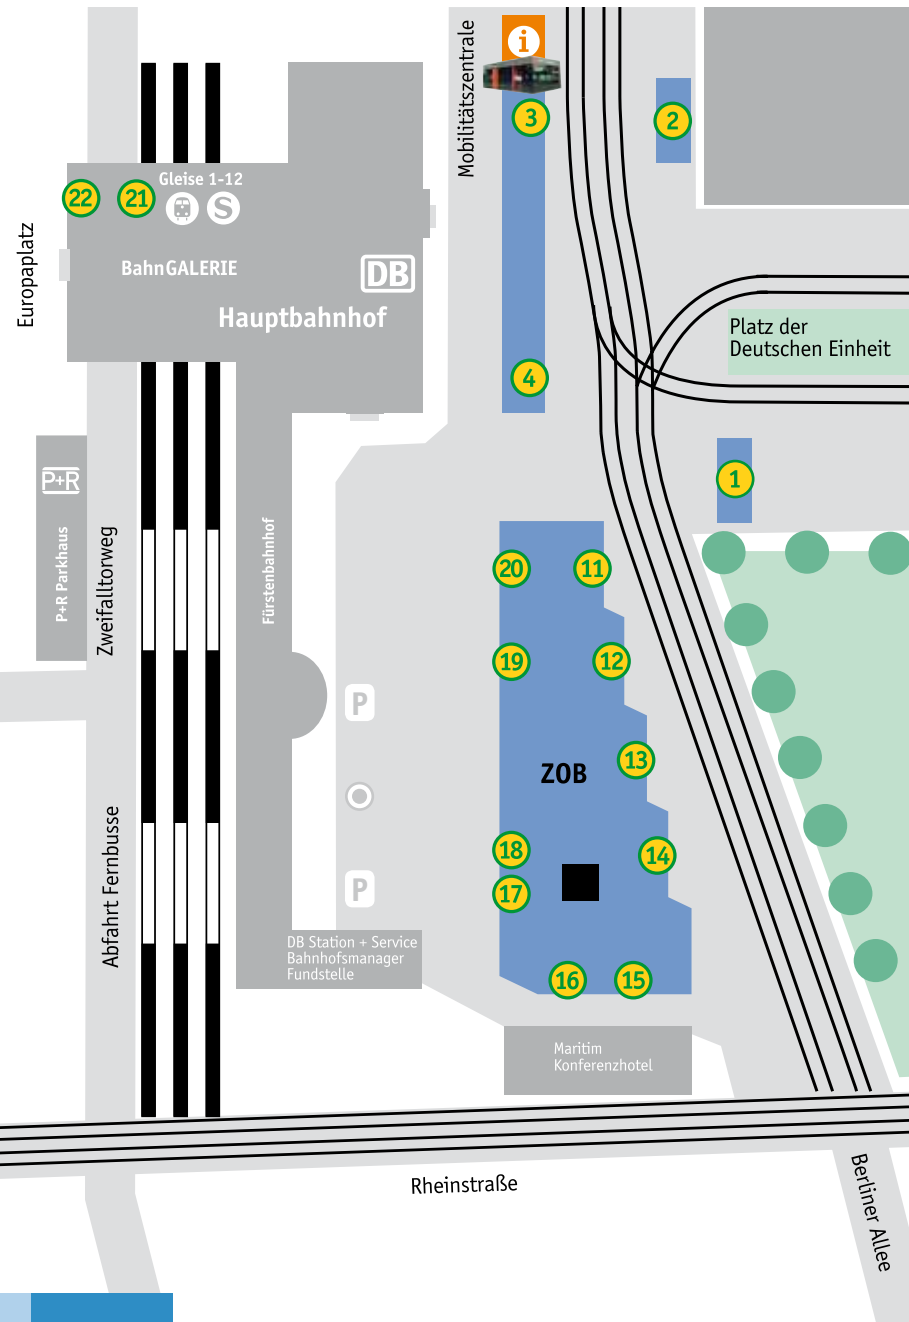 Mobilitätszentrale
i
3
2
22
21
Gleise 1-12
S
Europaplatz
BahnGALERIE
DB
Hauptbahnhof
Platz der
Deutschen Einheit
4
1
P+R
P+R Parkhaus
Zweifalltorweg
Fürstenbahnhof
20
11
19
12
P
ZOB
13
18
14
17
P
Abfahrt Fernbusse
DB Station + Service
Bahnhofsmanager
Fundstelle
16
15
Maritim
Konferenzhotel
Rheinstraße
Berliner Allee